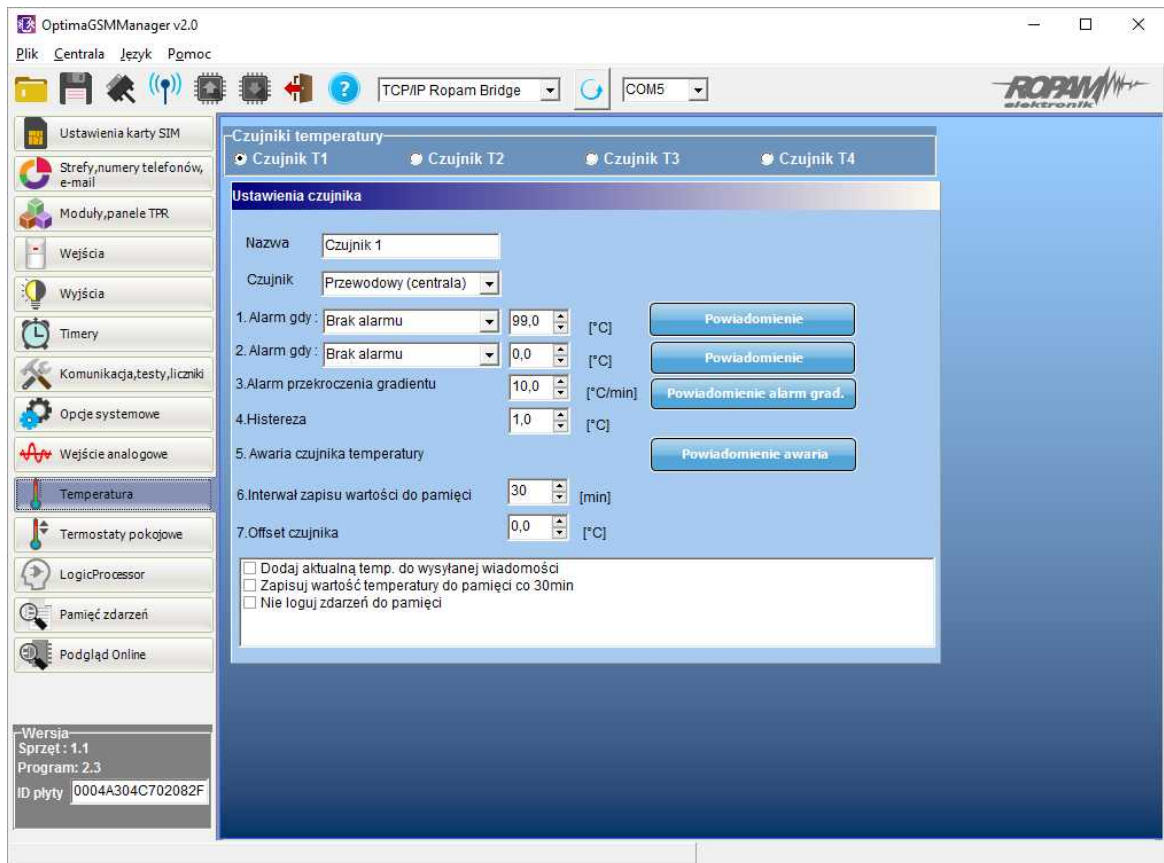 OptimaGSMManager v2.0
Plik Centrala Język Pomoc
TCP/IP Ropam Bridge
COM5
ROPAM
elektronik
Ustawienia karty SIM
Strefy,numery telefonów,
e-mail
Moduły,panele TPR
Wejścia
Wyjścia
Timery
Komunikacja,testy,liczniki
Opcje systemowe
Wejście analogowe
Temperatura
Termostaty pokojowe
LogicProcessor
Pamięć zdarzeń
Podgląd Online
Wersja
Sprzęt : 1.1
Program: 2.3
ID płyty 0004A304C702082F
Czujniki temperatury
Czujnik T1 Czujnik T2 Czujnik T3 Czujnik T4
Ustawienia czujnika
Nazwa Czujnik 1
Czujnik Przewodowy (centrala)
1. Alarm gdy : Brak alarmu 99,0 [°C] Powiadomienie
2. Alarm gdy : Brak alarmu 0,0 [°C] Powiadomienie
3.Alarm przekroczenia gradientu 10,0 [°C/min] Powiadomienie alarm grad.
4.Histereza 1,0 [°C]
5. Awaria czujnika temperatury Powiadomienie awaria
6.Interwał zapisu wartości do pamięci 30 [min]
7.Offset czujnika 0,0 [°C]
Dodaj aktualną temp. do wysyłanej wiadomości
Zapisuj wartość temperatury do pamięci co 30min
Nie loguj zdarzeń do pamięci